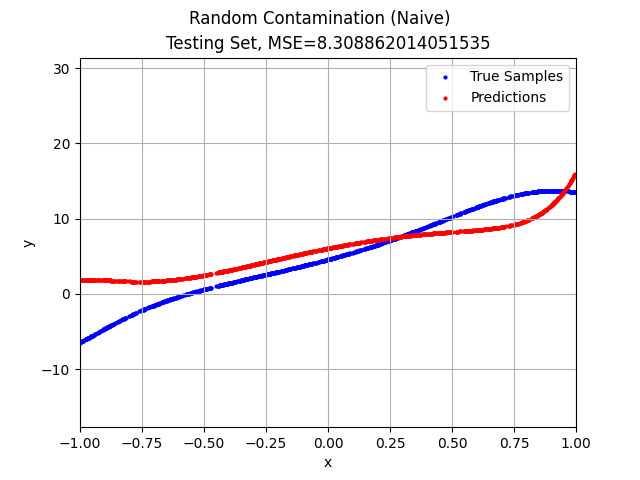 Random Contamination (Naive)
Testing Set, MSE=8.308862014051535
True Samples
Predictions
30
20
10
0
−10
y
−1.00 −0.75 −0.50 −0.25 0.00 0.25 0.50 0.75 1.00
x